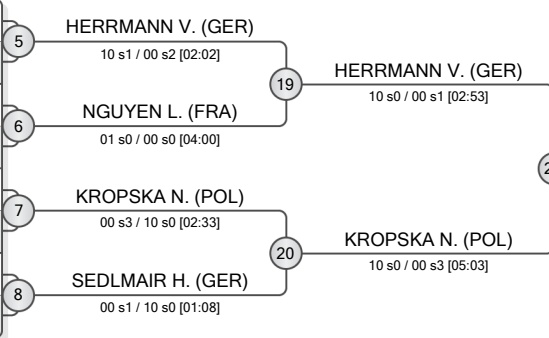 5
HERRMANN V. (GER)
10 s1 / 00 s2 [02:02]
19
HERRMANN V. (GER)
10 s0 / 00 s1 [02:53]
6
NGUYEN L. (FRA)
01 s0 / 00 s0 [04:00]
7
KROPSKA N. (POL)
00 s3 / 10 s0 [02:33]
20
KROPSKA N. (POL)
10 s0 / 00 s3 [05:03]
8
SEDLMAIR H. (GER)
00 s1 / 10 s0 [01:08]